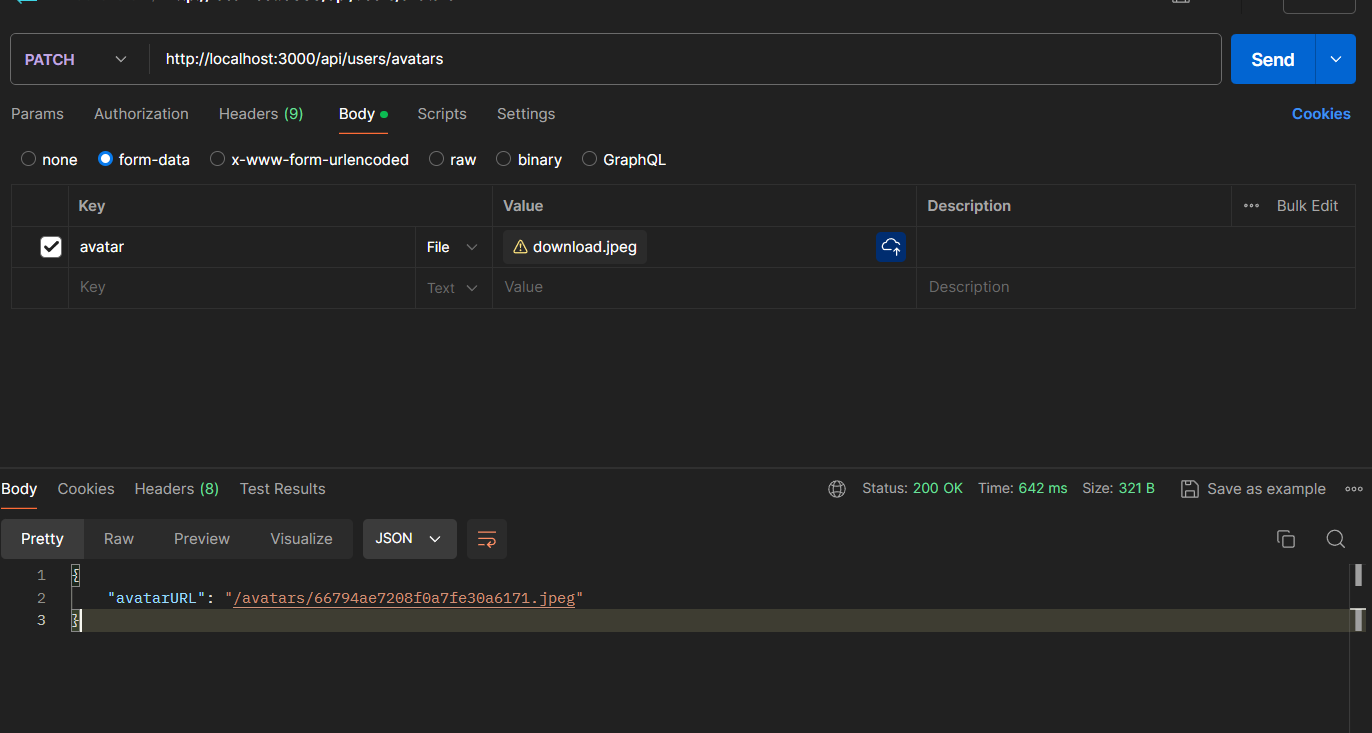 PATCH http://localhost:3000/api/users/avatars Send
Params Authorization Headers (9) Body Scripts Settings Cookies
none form-data x-www-form-urlencoded raw binary GraphQL
Key Value Description Bulk Edit
avatar File download.jpeg
Key Text Value Description
Body Cookies Headers (8) Test Results Status: 200 OK Time: 642 ms Size: 321 B Save as example
Pretty Raw Preview Visualize JSON
1 {
2 "avatarURL": "/avatars/66794ae7208f0a7fe30a6171.jpeg"
3 }